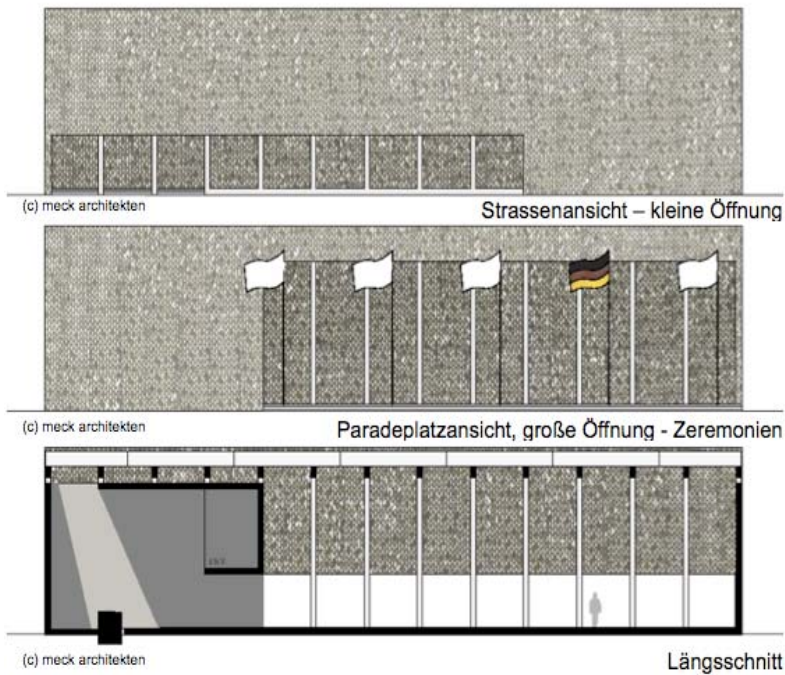 (c) meck architekten
Strassenansicht – kleine Öffnung
(c) meck architekten
Paradeplatzansicht, große Öffnung - Zeremonien
(c) meck architekten
Längsschnitt